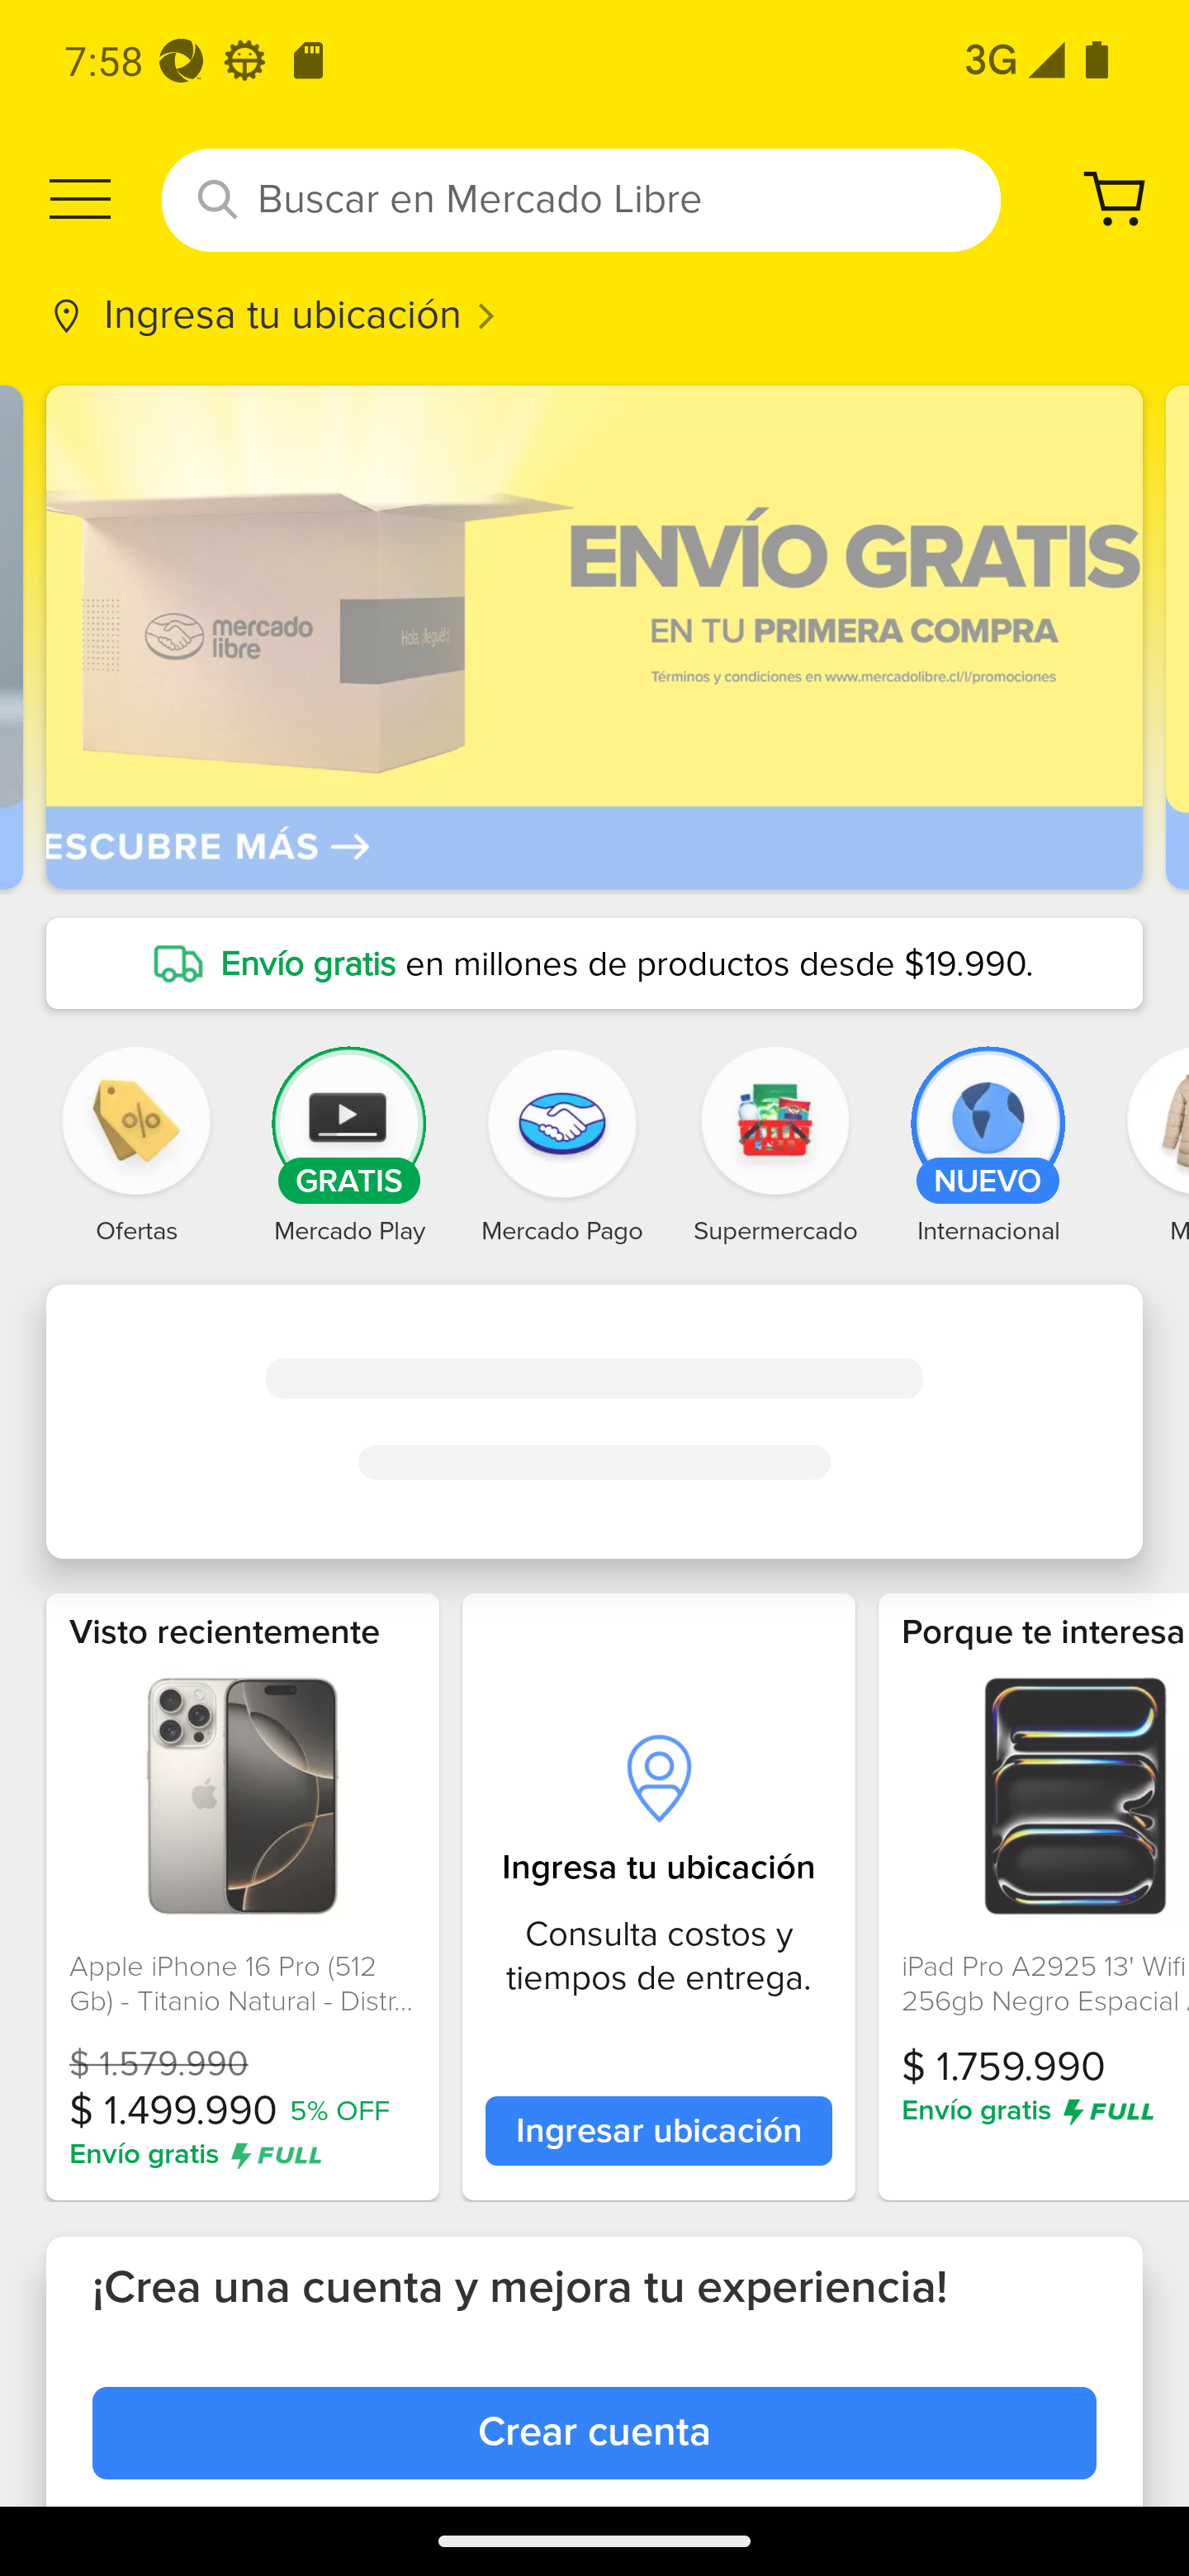 7:58
3G
Buscar en Mercado Libre
Ingresa tu ubicación
ENVÍO GRATIS
EN TU PRIMERA COMPRA
Términos y condiciones en www.mercadolibre.cl/l/promociones
mercado
libre
Hola, ¡llegué!:)
ESCUBRE MÁS
Envío gratis en millones de productos desde $19.990.
GRATIS
NUEVO
Ofertas
Mercado Play
Mercado Pago
Supermercado
Internacional
M
Visto recientemente
Apple iPhone 16 Pro (512
Gb) - Titanio Natural - Distr...
$ 1.579.990
$ 1.499.990 5% OFF
Envío gratis FULL
Ingresa tu ubicación
Consulta costos y
tiempos de entrega.
Ingresar ubicación
Porque te interesa
iPad Pro A2925 13' Wifi
256gb Negro Espacial
$ 1.759.990
Envío gratis FULL
¡Crea una cuenta y mejora tu experiencia!
Crear cuenta